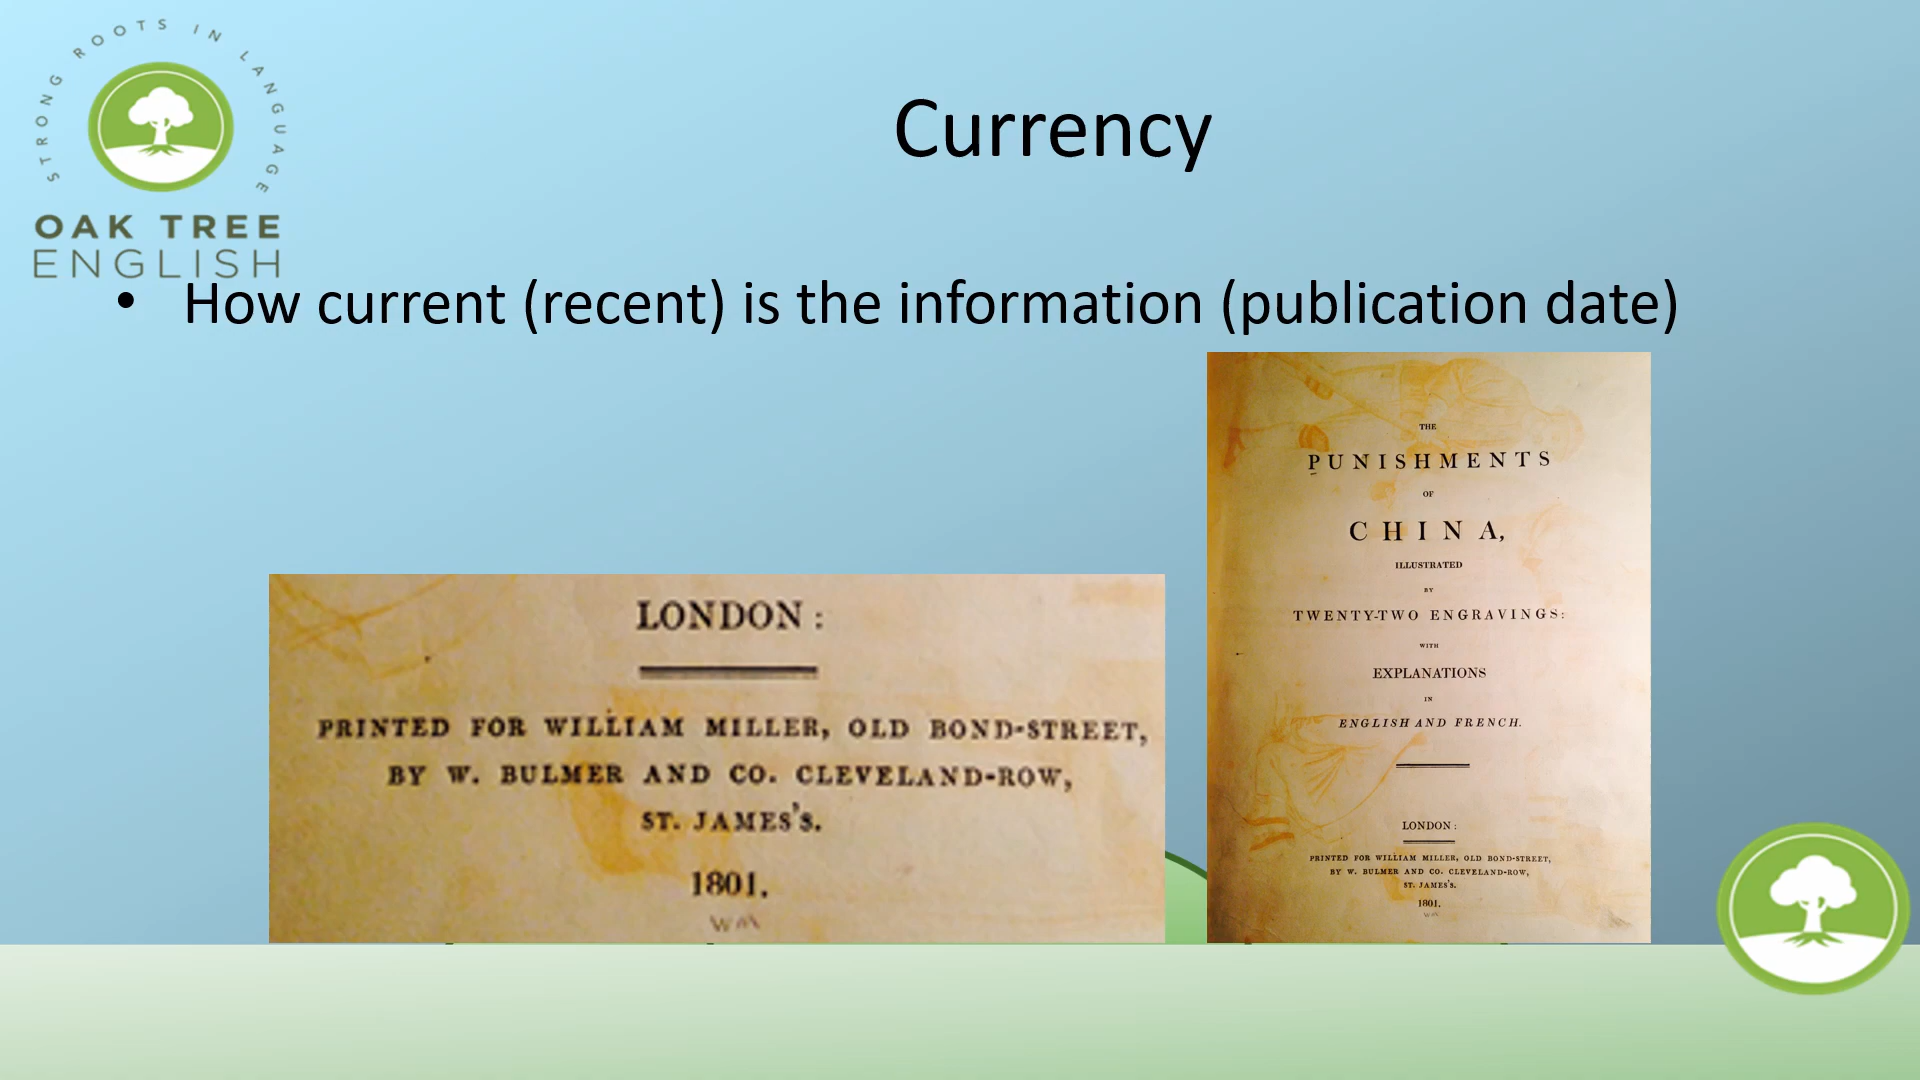 STRONG ROOTS IN LANGUAGE
OAK TREE
ENGLISH
Currency
• How current (recent) is the information (publication date)
LONDON:
PRINTED FOR WILLIAM MILLER, OLD BOND-STREET,
BY W. BULMER AND CO. CLEVELAND-ROW,
ST. JAMES'S.
1801.
THE
PUNISHMENTS
OF
CHINA,
ILLUSTRATED
BY
TWENTY-TWO ENGRAVINGS:
WITH
EXPLANATIONS
IN
ENGLISH AND FRENCH.
LONDON:
PRINTED FOR WILLIAM MILLER, OLD BOND-STREET,
BY W. BULMER AND CO. CLEVELAND-ROW,
ST. JAMES'S.
1801.